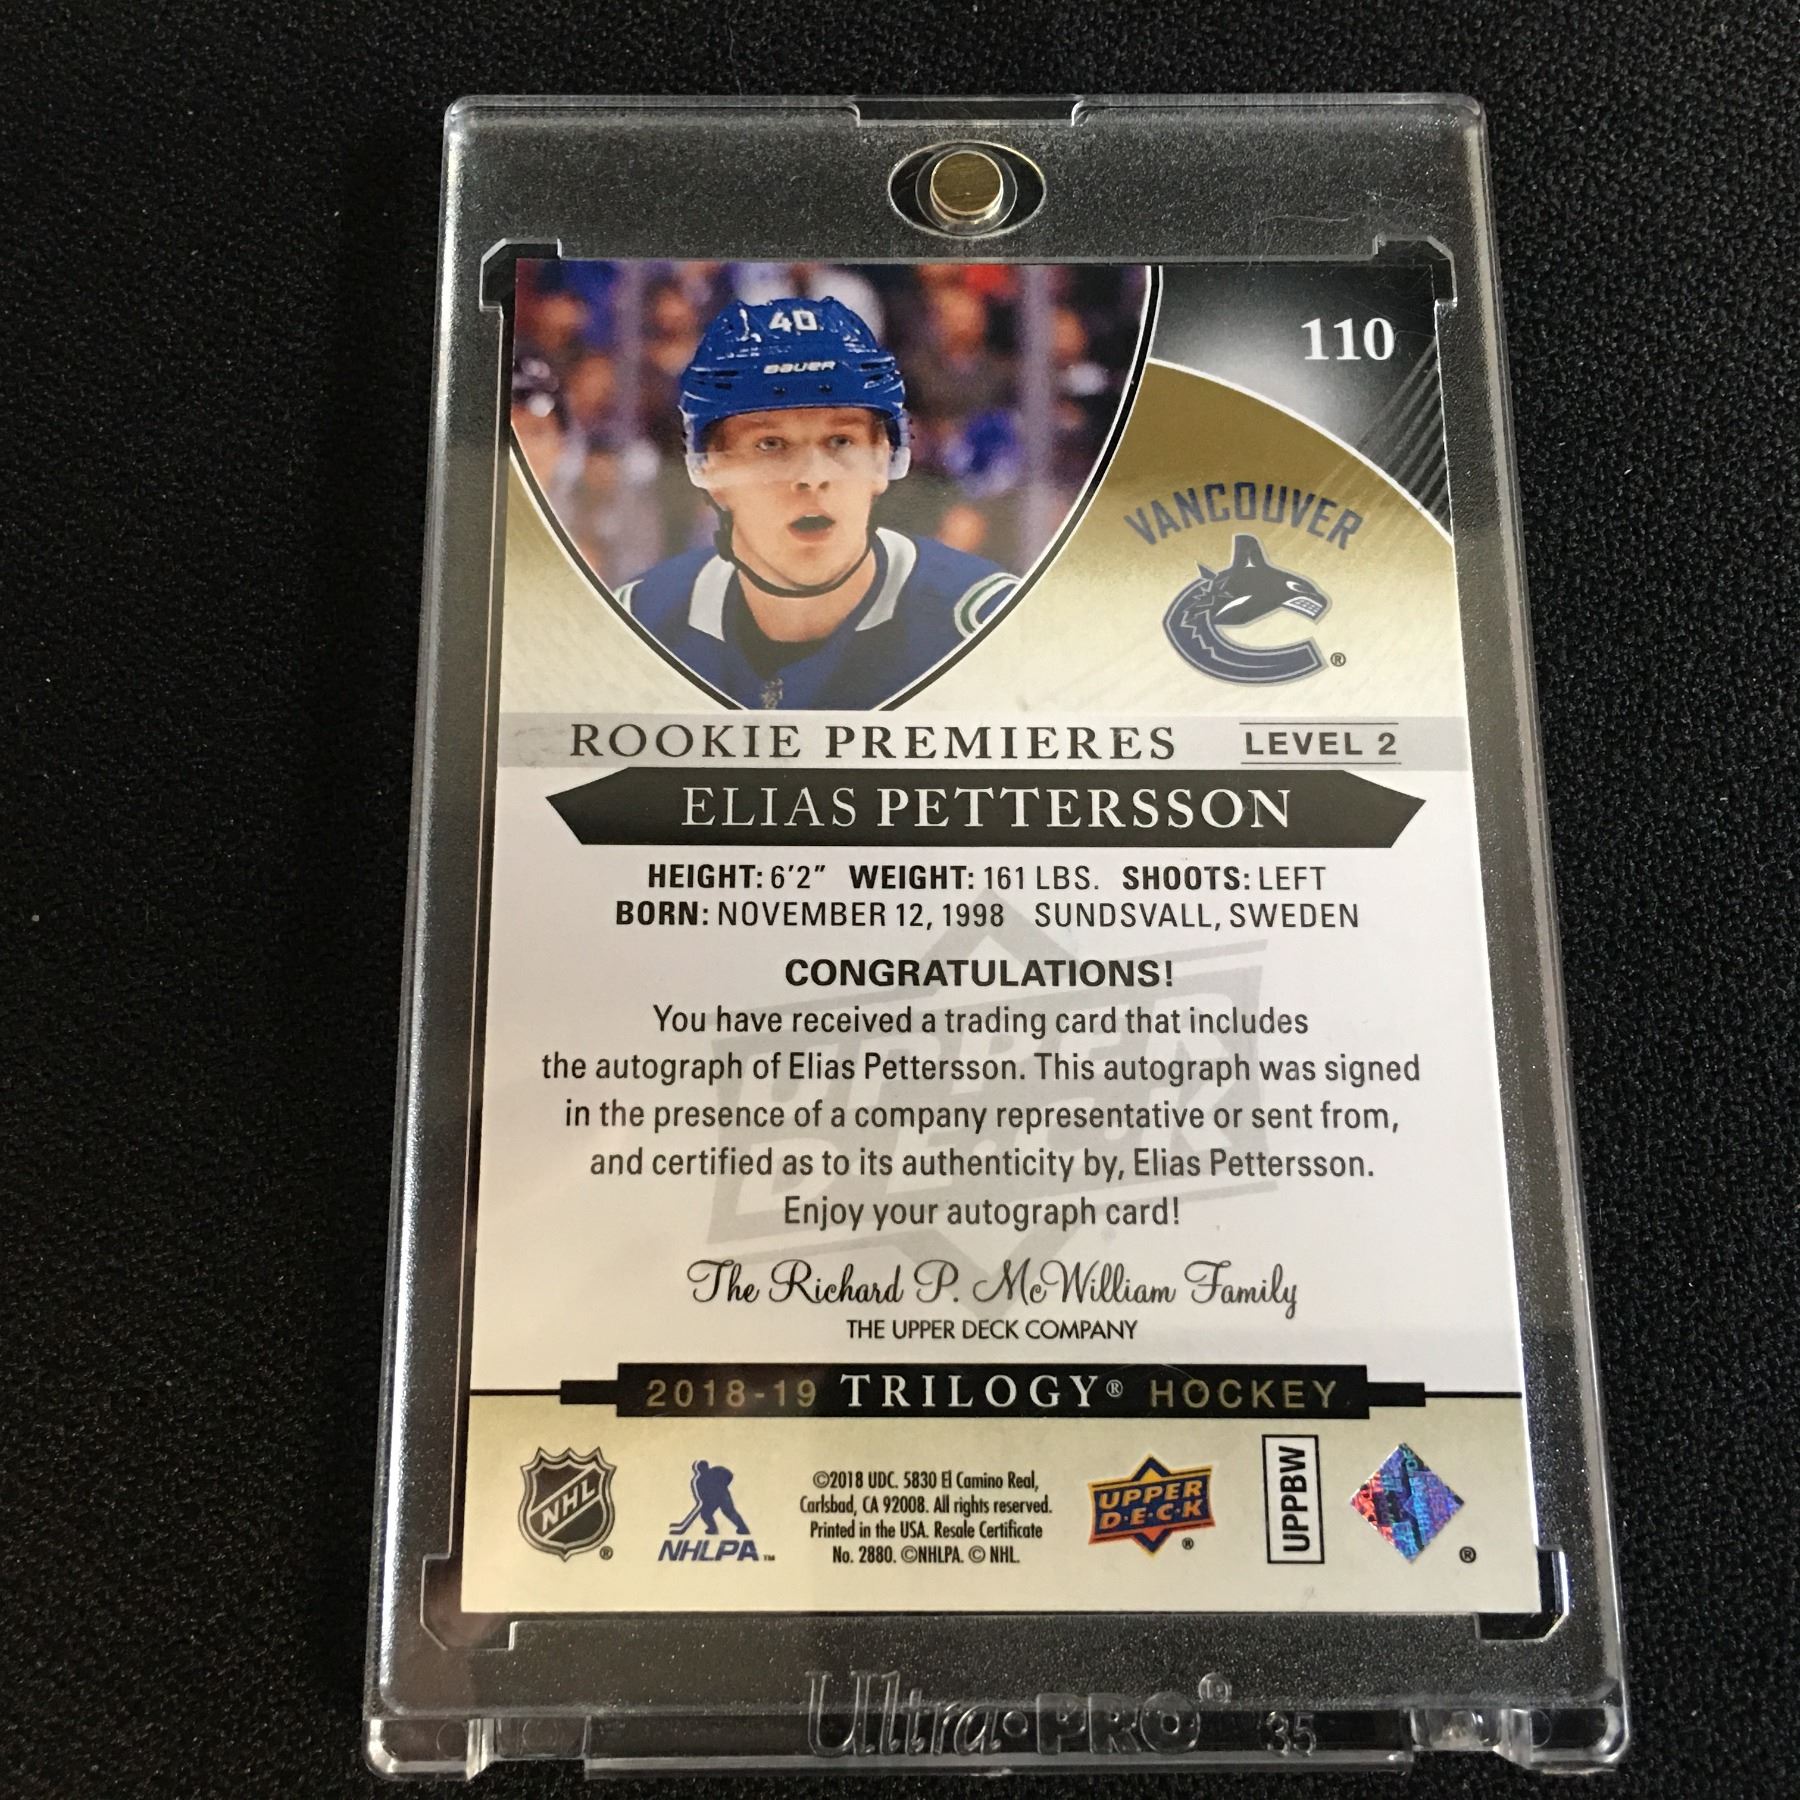 40
BAUER
110
VANCOUVER
®
ROOKIE PREMIERES LEVEL 2
ELIAS PETTERSSON
HEIGHT: 6'2" WEIGHT: 161 LBS. SHOOTS: LEFT
BORN: NOVEMBER 12, 1998 SUNDSVALL, SWEDEN
UPPER DECK
CONGRATULATIONS!
You have received a trading card that includes
the autograph of Elias Pettersson. This autograph was signed
in the presence of a company representative or sent from,
and certified as to its authenticity by, Elias Pettersson.
Enjoy your autograph card!
The Richard P. McWilliam Family
THE UPPER DECK COMPANY
2018-19 TRILOGY® HOCKEY
NHL ®
NHLPA ™
©2018 UDC. 5830 El Camino Real,
Carlsbad, CA 92008. All rights reserved.
Printed in the USA. Resale Certificate
No. 2880. ©NHLPA. © NHL.
UPPER
D·E·C·K
®
UPPBW
®
Ultra·PRO® 35